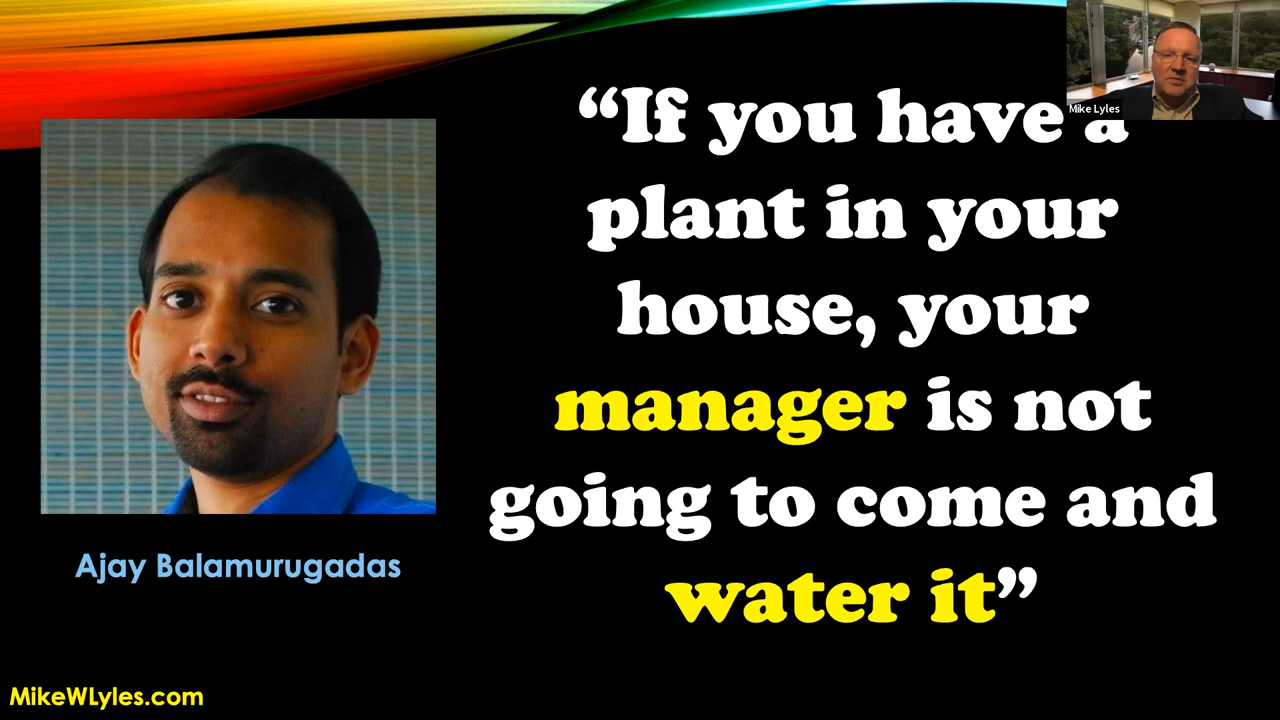 Mike Lyles
“If you have a
plant in your
house, your
manager is not
going to come and
water it”
Ajay Balamurugadas
MikeWLyles.com